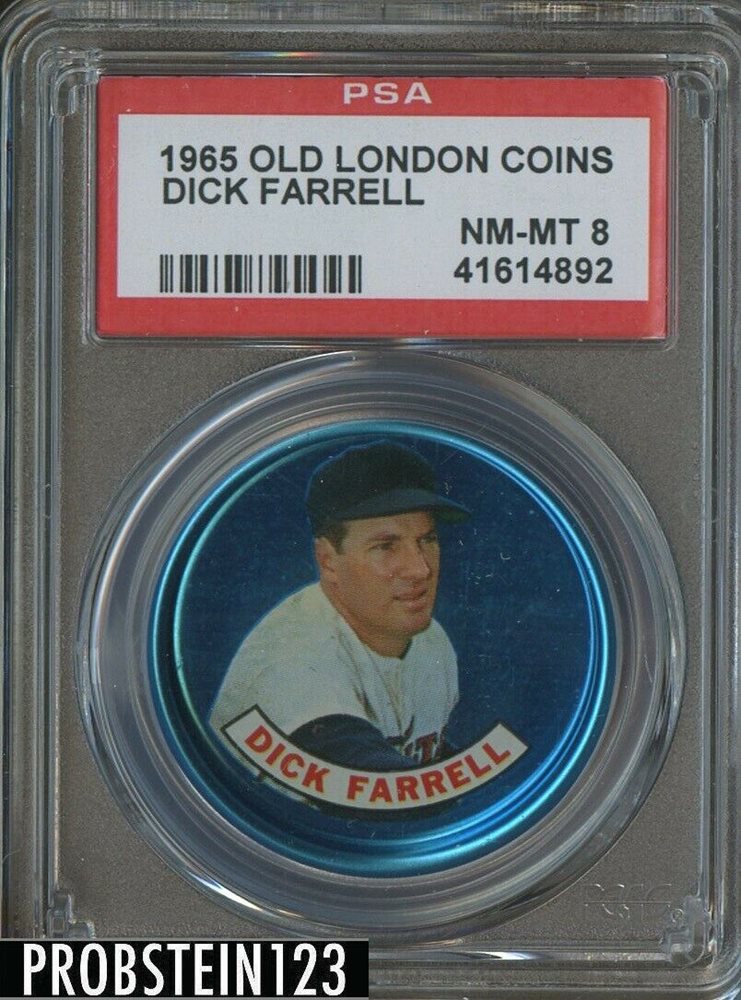 PSA
1965 OLD LONDON COINS
DICK FARRELL
NM-MT 8
41614892
DICK FARRELL
PROBSTEIN123